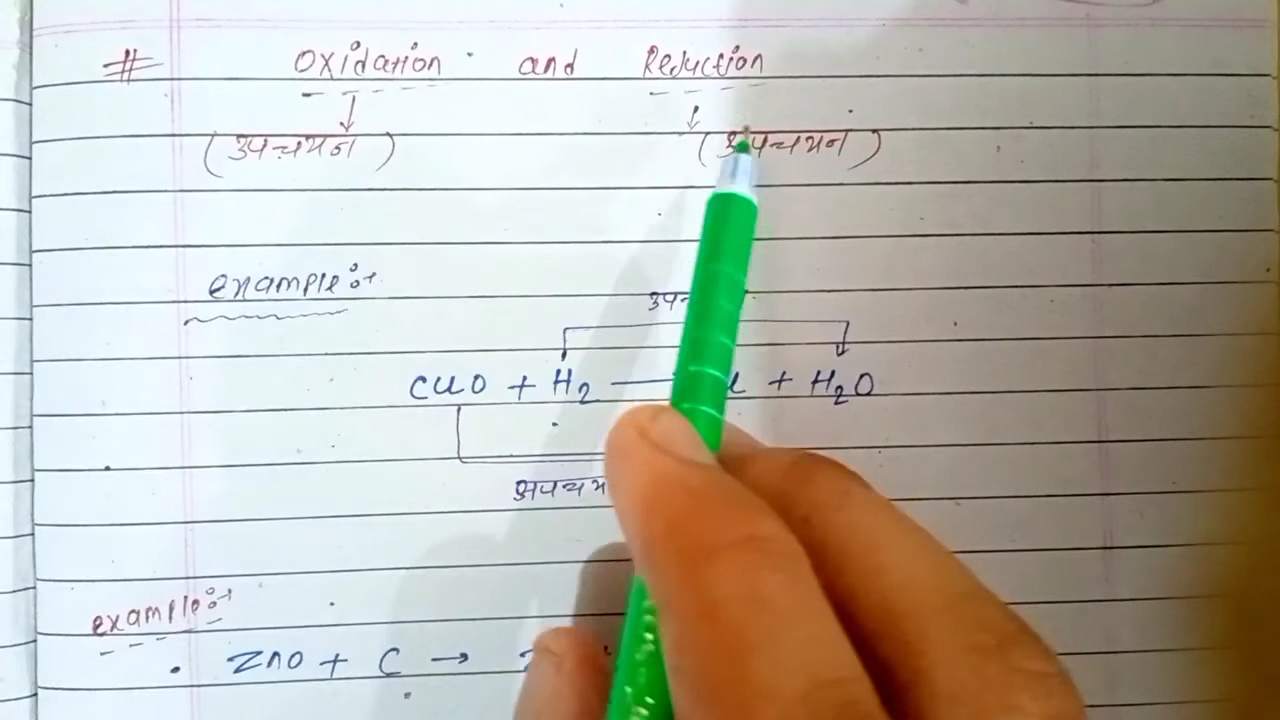 # Oxidation and Reduction
(उपचयन) (अपचयन)
example:
CuO + H2 + H2O
example:
ZnO + C →